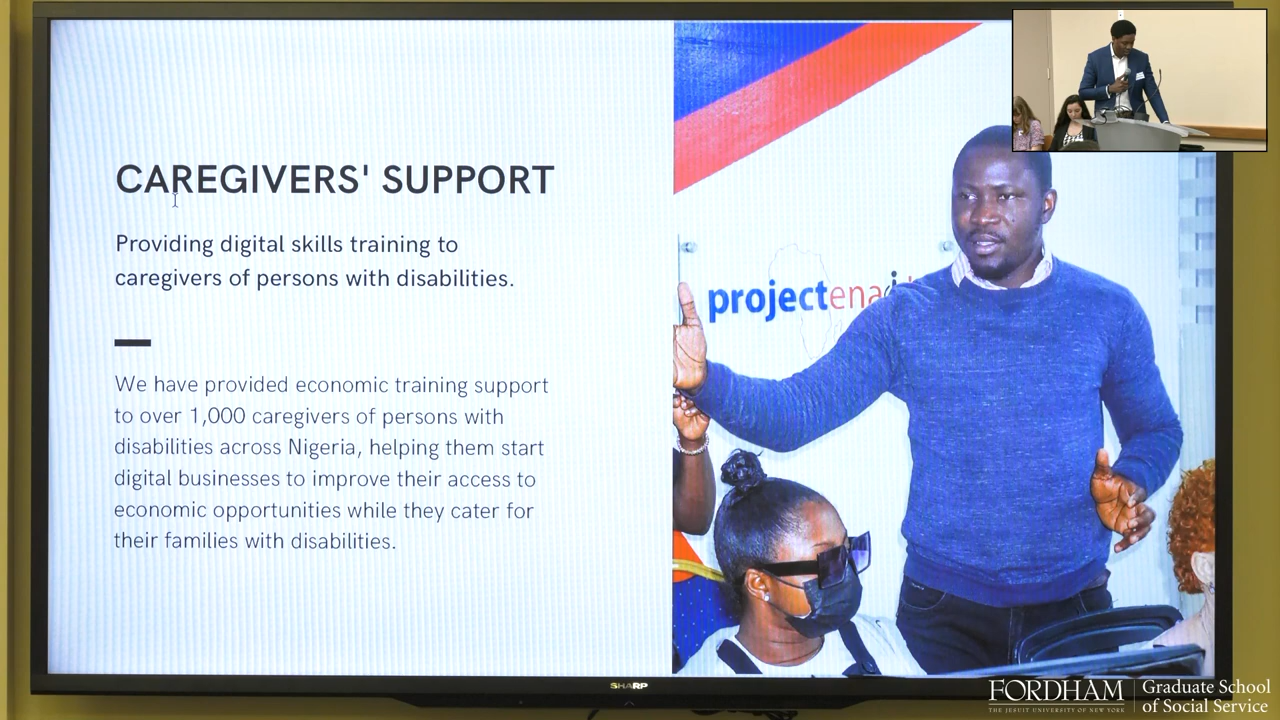 CAREGIVERS' SUPPORT
Providing digital skills training to
caregivers of persons with disabilities.
We have provided economic training support
to over 1,000 caregivers of persons with
disabilities across Nigeria, helping them start
digital businesses to improve their access to
economic opportunities while they cater for
their families with disabilities.
projectena
SHARP
FORDHAM
THE JESUIT UNIVERSITY OF NEW YORK
Graduate School
of Social Service